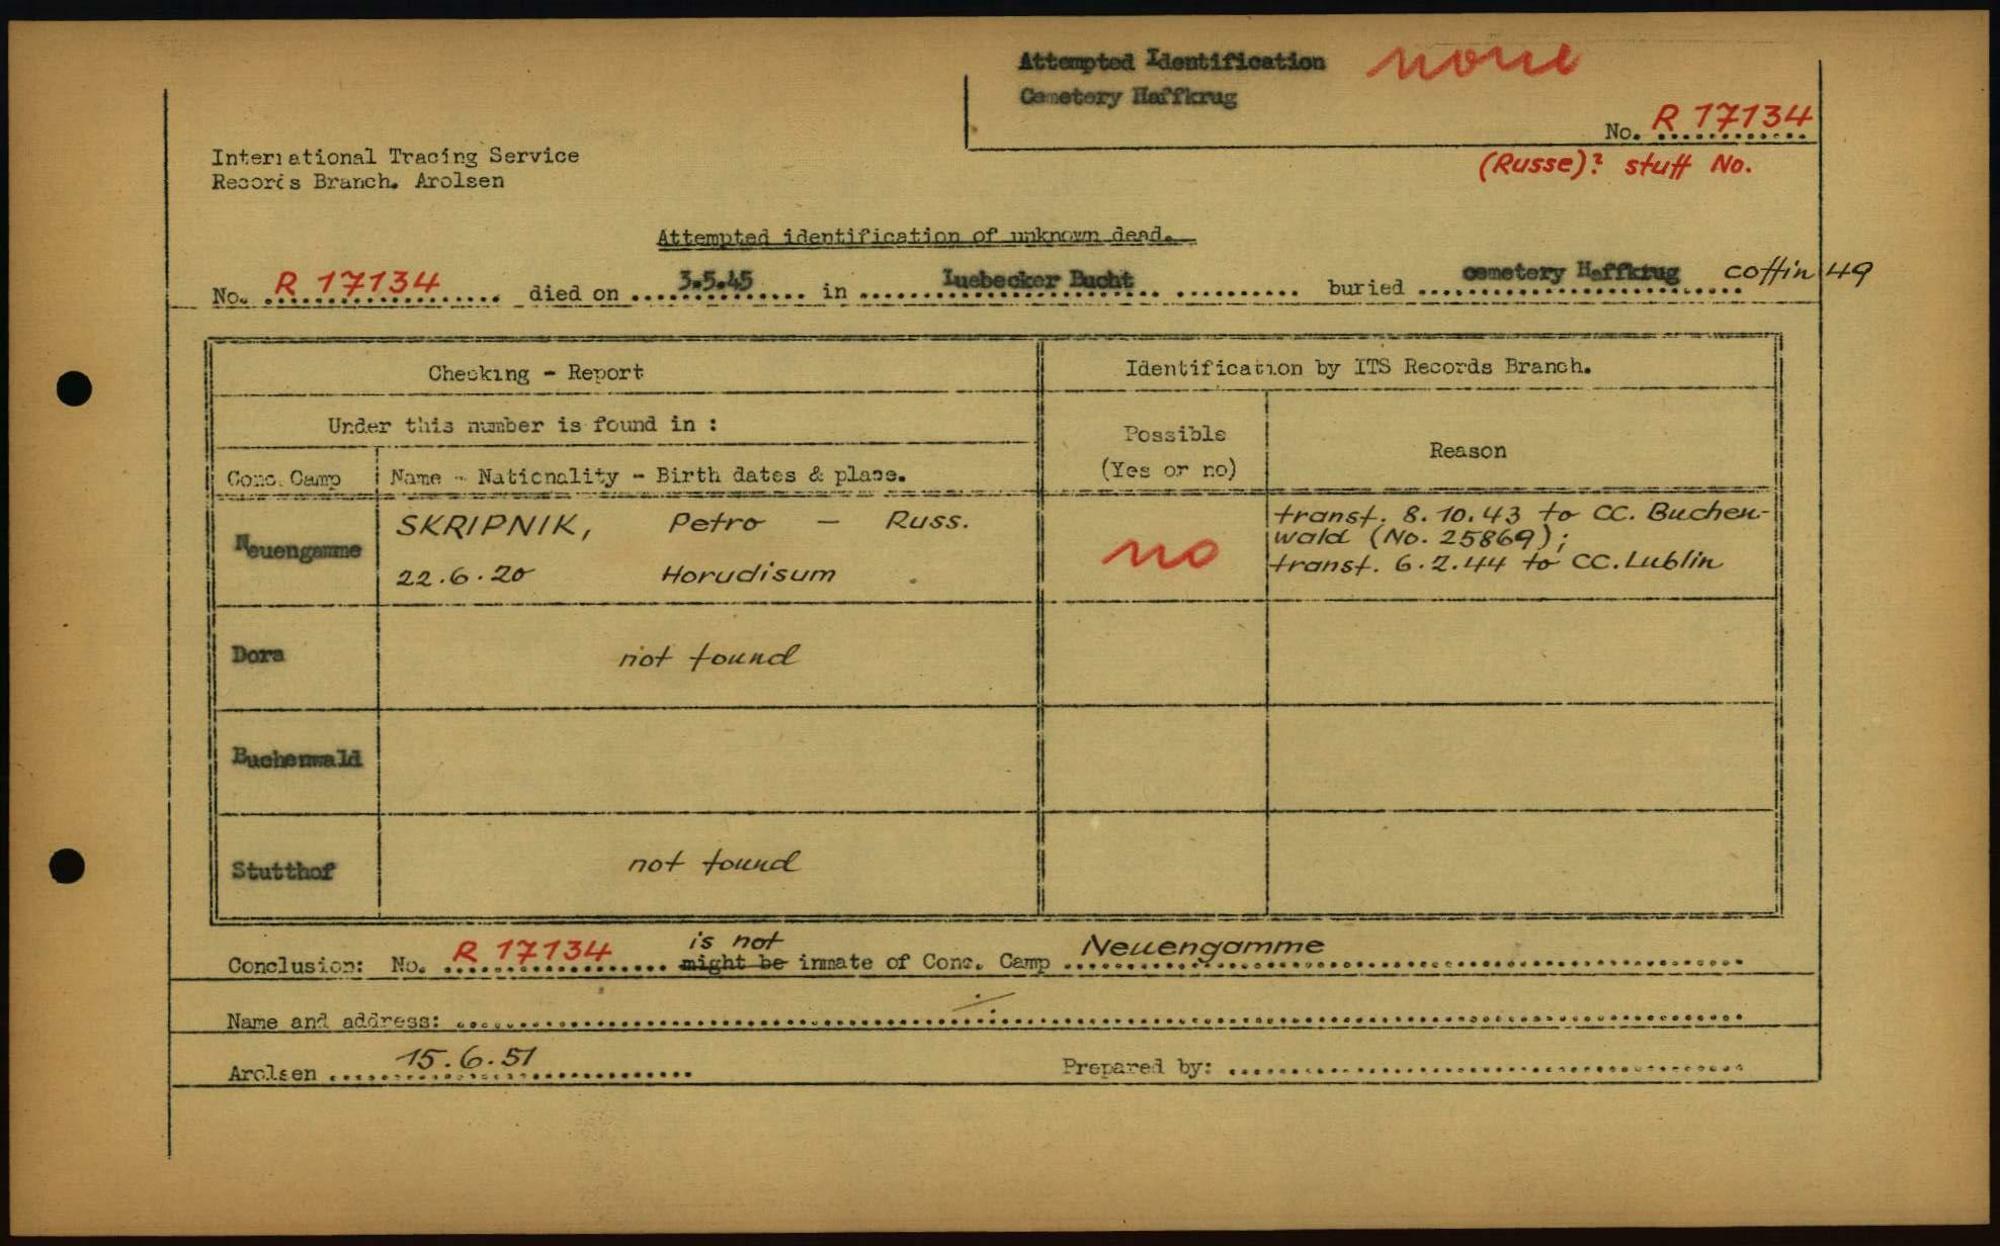 Attempted Identification none
Cemetery Haffkrug
No. R 17134
(Russe)? stuff No.
International Tracing Service
Records Branch. Arolsen
Attempted identification of unknown dead.
No. R 17134 died on 3.5.45 in Luebecker Bucht buried cemetery Haffkrug coffin 49
Checking - Report
Identification by ITS Records Branch.
Under this number is found in :
Possible
(Yes or no)
Reason
Conc. Camp
Name - Nationality - Birth dates & place.
Neuengamme
SKRIPNIK, Petro - Russ.
22.6.20 Horudisum
no
transf. 8.10.43 to CC. Buchen-
wald (No. 25869);
transf. 6.2.44 to CC. Lublin
Dora
not found
Buchenwald
Stutthof
not found
is not
Conclusion: No. R 17134 might be inmate of Conc. Camp Neuengamme
Name and address:
Arolsen 15.6.51
Prepared by: